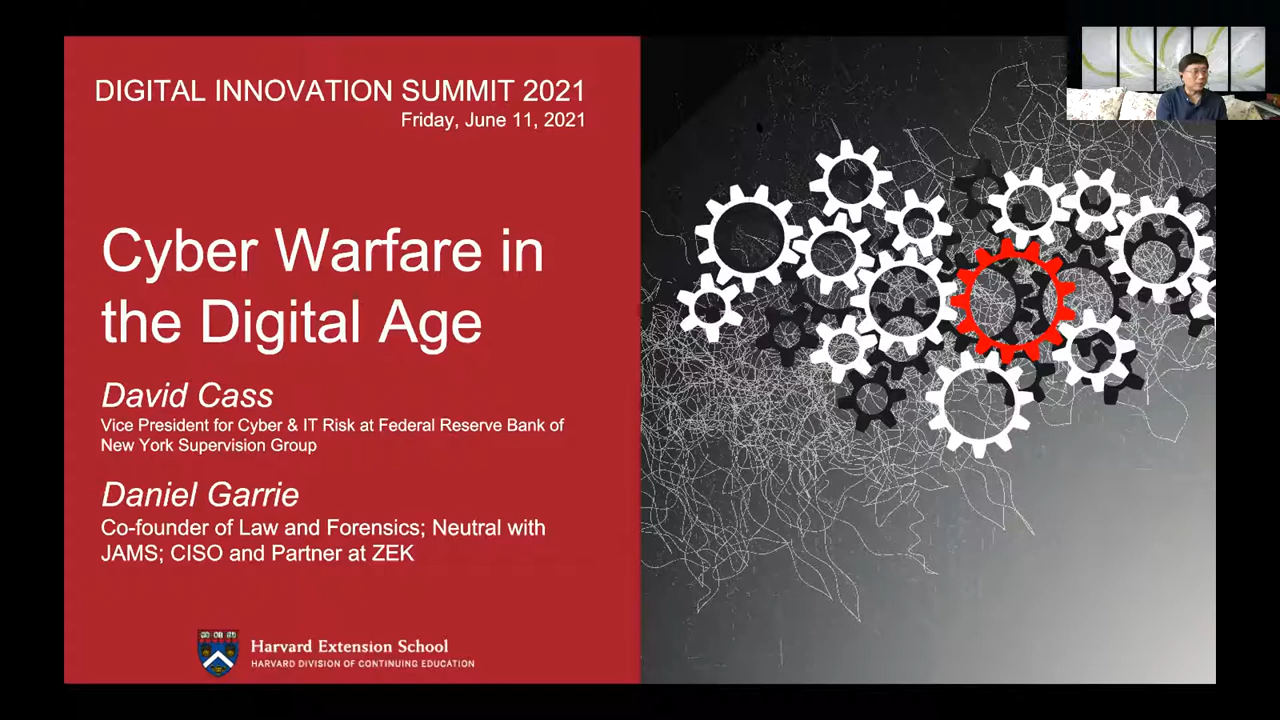 DIGITAL INNOVATION SUMMIT 2021
Friday, June 11, 2021
Cyber Warfare in
the Digital Age
David Cass
Vice President for Cyber & IT Risk at Federal Reserve Bank of
New York Supervision Group
Daniel Garrie
Co-founder of Law and Forensics; Neutral with
JAMS; CISO and Partner at ZEK
Harvard Extension School
HARVARD DIVISION OF CONTINUING EDUCATION